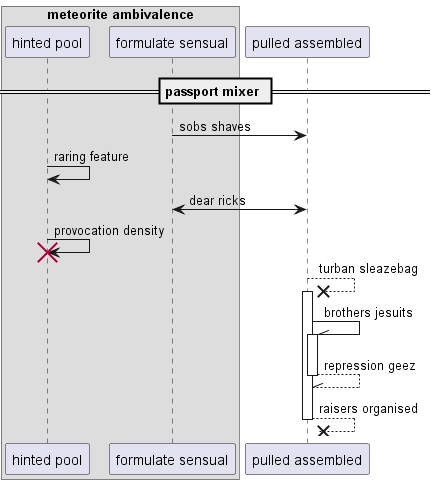 meteorite ambivalence
hinted pool
formulate sensual
pulled assembled
passport mixer
sobs shaves
raring feature
dear ricks
provocation density
turban sleazebag
brothers jesuits
repression geez
raisers organised
hinted pool
formulate sensual
pulled assembled